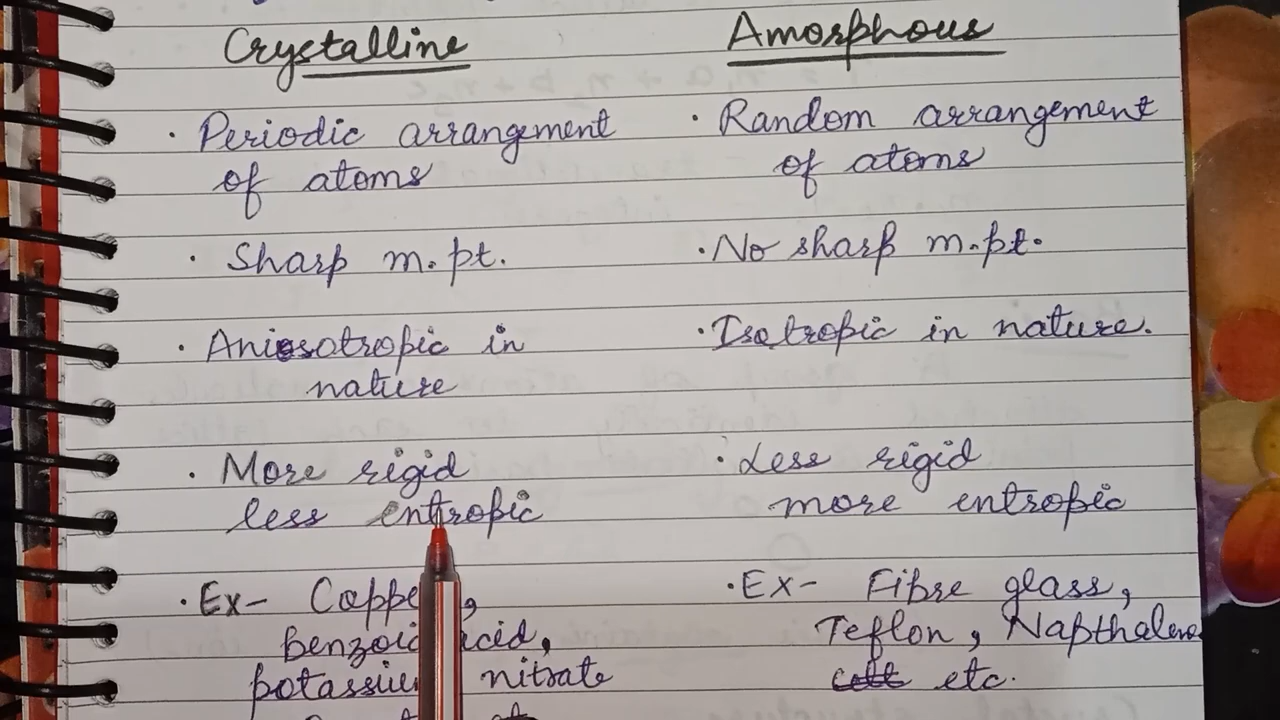 Crystalline
Amorphous
· Periodic arrangement
of atoms
· Random arrangement
of atoms
· Sharp m.pt.
· No sharp m.pt.
· Anisotropic in
nature
· Isotropic in nature.
· More rigid
less entropic
· Less rigid
more entropic
· Ex- Coppe ,
benzoic acid,
potassium nitrate
· Ex- Fibre glass,
Teflon, Napthalene
etc.